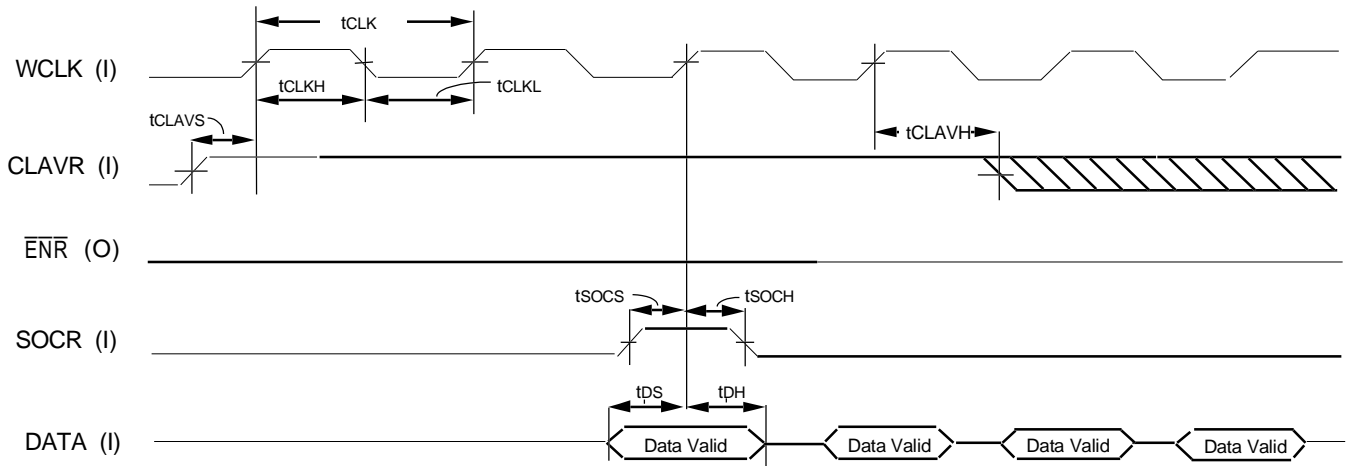 tCLK
WCLK (I)
tCLKH
tCLKL
tCLAVS
tCLAVH
CLAVR (I)
E̅N̅R̅ (O)
tSOCS
tSOCH
SOCR (I)
tDS
tDH
DATA (I)
Data Valid
Data Valid
Data Valid
Data Valid